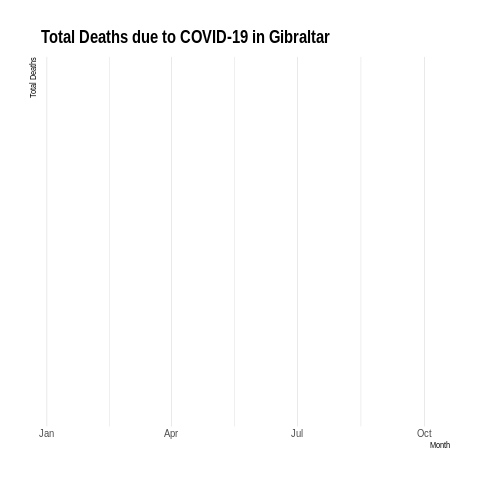 Total Deaths due to COVID-19 in Gibraltar
Total Deaths
Jan Apr Jul Oct
Month